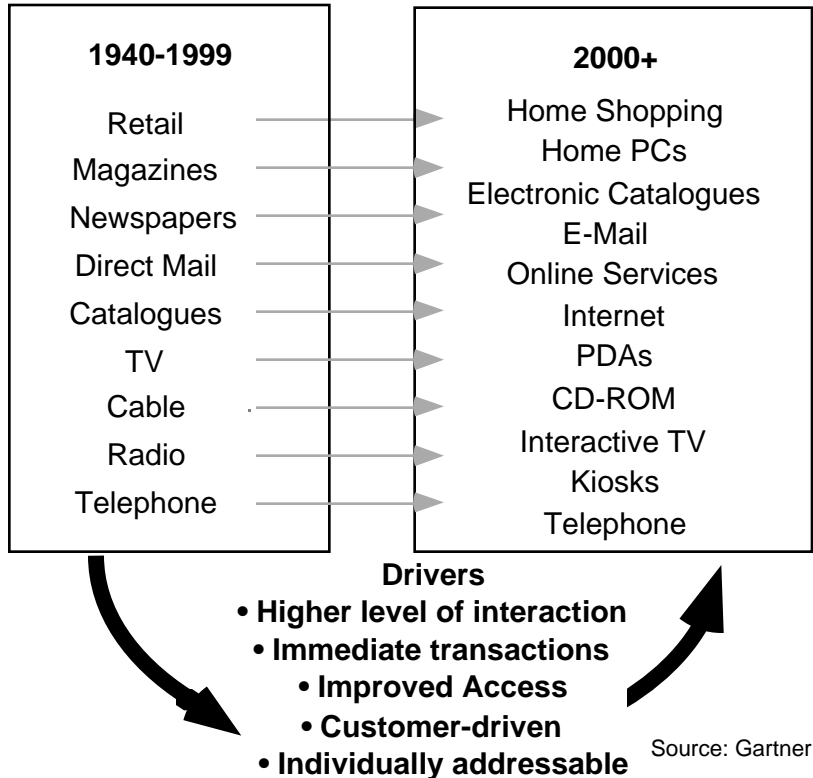 1940-1999
Retail
Magazines
Newspapers
Direct Mail
Catalogues
TV
Cable
Radio
Telephone
2000+
Home Shopping
Home PCs
Electronic Catalogues
E-Mail
Online Services
Internet
PDAs
CD-ROM
Interactive TV
Kiosks
Telephone
Drivers
• Higher level of interaction
• Immediate transactions
• Improved Access
• Customer-driven
• Individually addressable
Source: Gartner